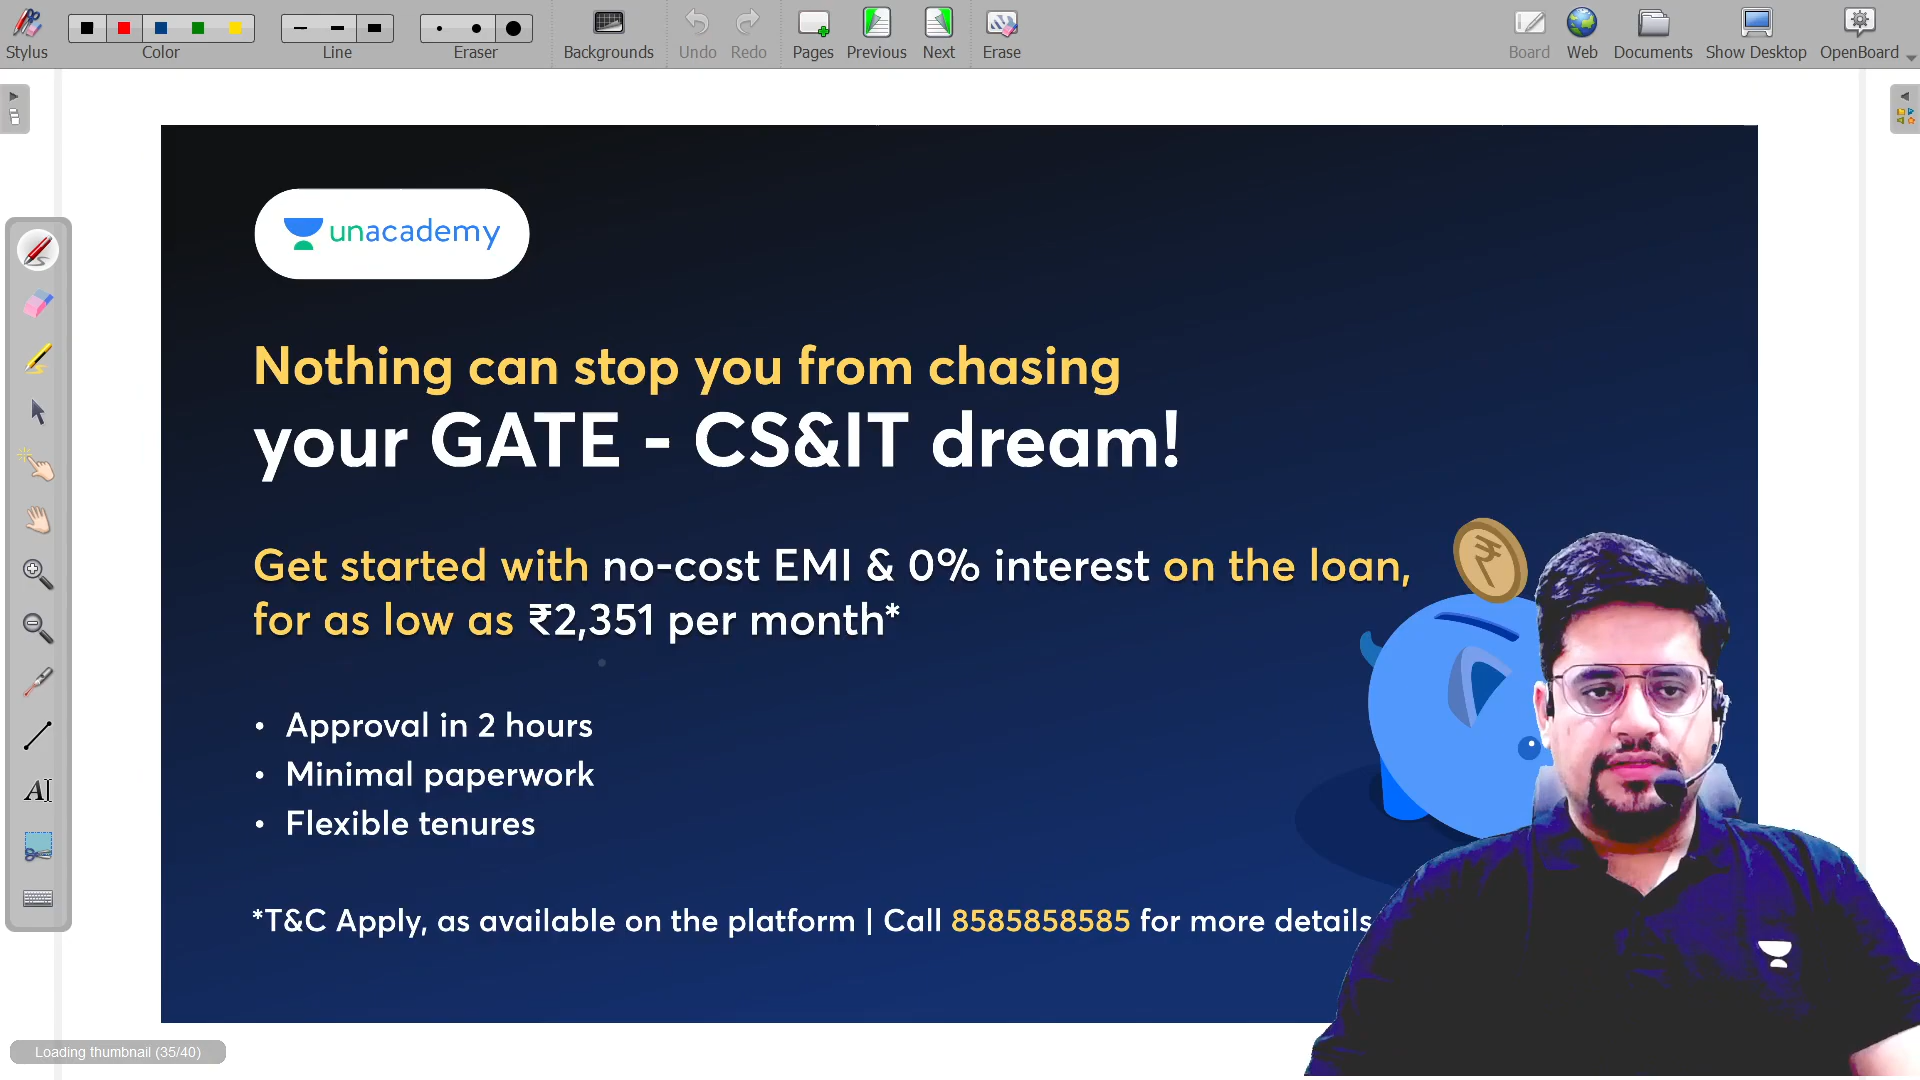 Stylus
Color
Line
Eraser
Backgrounds
Undo
Redo
Pages
Previous
Next
Erase
Board
Web
Documents
Show Desktop
OpenBoard
unacademy
Nothing can stop you from chasing
your GATE - CS&IT dream!
Get started with no-cost EMI & 0% interest on the loan,
for as low as ₹2,351 per month*
• Approval in 2 hours
• Minimal paperwork
• Flexible tenures
*T&C Apply, as available on the platform | Call 8585858585 for more details
Loading thumbnail (35/40)